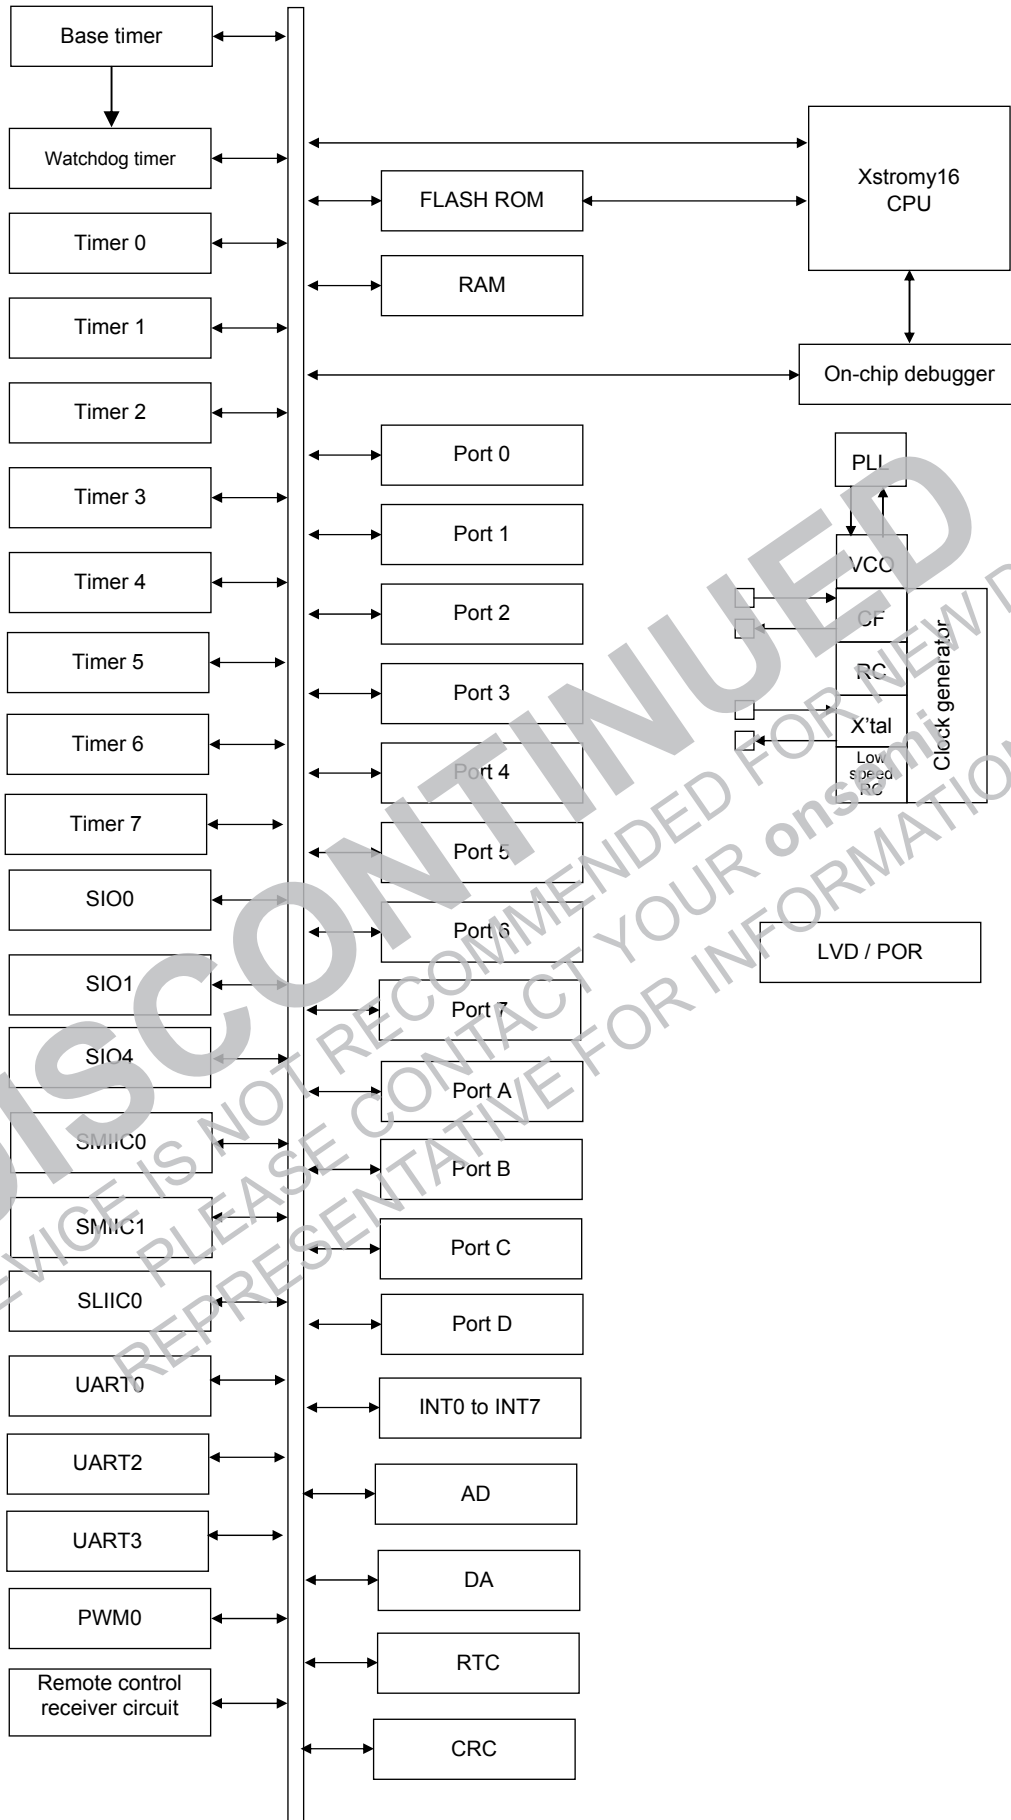 Base timer
Watchdog timer
Timer 0
Timer 1
Timer 2
Timer 3
Timer 4
Timer 5
Timer 6
Timer 7
SIO0
SIO1
SIO4
SMIIC0
SMIIC1
SLIIC0
UART0
UART2
UART3
PWM0
Remote control
receiver circuit
FLASH ROM
RAM
Port 0
Port 1
Port 2
Port 3
Port 4
Port 5
Port 6
Port 7
Port A
Port B
Port C
Port D
INT0 to INT7
AD
DA
RTC
CRC
Xstromy16
CPU
On-chip debugger
PLL
VCO
CF
RC
X'tal
Low
speed
RC
Clock generator
LVD / POR
DISCONTINUED
DEVICE IS NOT RECOMMENDED FOR NEW D
PLEASE CONTACT YOUR onsemi
REPRESENTATIVE FOR INFORMATIO